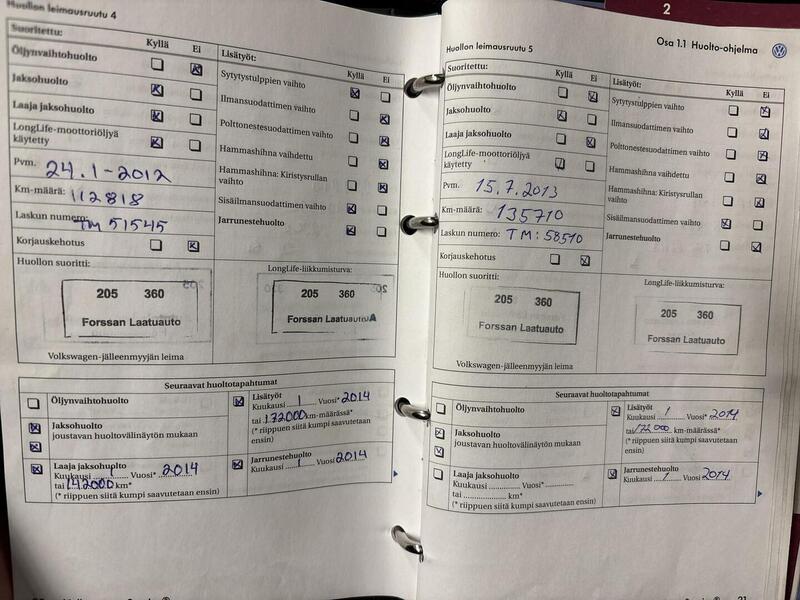 Huollon leimausruutu 4
Suoritettu:
Kyllä Ei
Öljynvaihtohuolto
Jaksohuolto
Laaja jaksohuolto
LongLife-moottoriöljyä
käytetty
Pvm. 24.1-2012
Km-määrä: 112818
Laskun numero: TM 51545
Korjauskehotus
Huollon suoritti:
205 360
Forssan Laatuauto
Volkswagen-jälleenmyyjän leima
Lisätyöt:
Kyllä Ei
Sytytystulppien vaihto
Ilmansuodattimen vaihto
Polttonestesuodattimen vaihto
Hammashihna vaihdettu
Hammashihna: Kiristysrullan
vaihto
Sisäilmansuodattimen vaihto
Jarrunestehuolto
LongLife-liikkumisturva:
205 360
Forssan Laatuauto
Seuraavat huoltotapahtumat
Öljynvaihtohuolto
Jaksohuolto
joustavan huoltovälinäytön mukaan
Laaja jaksohuolto
Kuukausi 1 Vuosi* 2014
tai 142000 km*
(* riippuen siitä kumpi saavutetaan ensin)
Lisätyöt
Kuukausi 1 Vuosi* 2014
tai 172000 km-määrässä*
(* riippuen siitä kumpi saavutetaan
ensin)
Jarrunestehuolto
Kuukausi 1 Vuosi 2014
2
Osa 1.1 Huolto-ohjelma
Huollon leimausruutu 5
Suoritettu:
Kyllä Ei
Öljynvaihtohuolto
Jaksohuolto
Laaja jaksohuolto
LongLife-moottoriöljyä
käytetty
Pvm. 15.7.2013
Km-määrä: 135710
Laskun numero: TM: 58510
Korjauskehotus
Huollon suoritti:
205 360
Forssan Laatuauto
Volkswagen-jälleenmyyjän leima
Lisätyöt:
Kyllä Ei
Sytytystulppien vaihto
Ilmansuodattimen vaihto
Polttonestesuodattimen vaihto
Hammashihna vaihdettu
Hammashihna: Kiristysrullan
vaihto
Sisäilmansuodattimen vaihto
Jarrunestehuolto
LongLife-liikkumisturva:
205 360
Forssan Laatuauto
Seuraavat huoltotapahtumat
Öljynvaihtohuolto
Jaksohuolto
joustavan huoltovälinäytön mukaan
Laaja jaksohuolto
Kuukausi .............. Vuosi* ..............
tai .............. km*
(* riippuen siitä kumpi saavutetaan ensin)
Lisätyöt
Kuukausi 1 Vuosi* 2014
tai 172 000 km-määrässä*
(* riippuen siitä kumpi saavutetaan
ensin)
Jarrunestehuolto
Kuukausi 1 Vuosi 2014